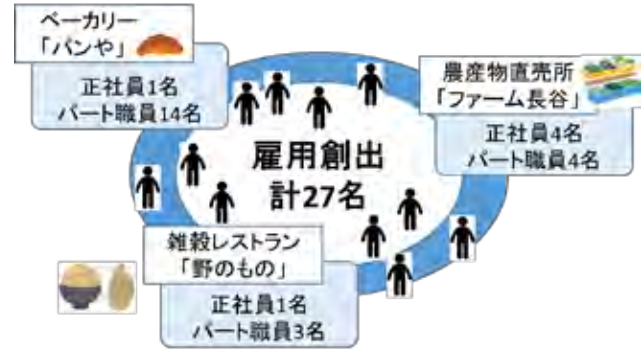 ベーカリー
「パンや」
正社員1名
パート職員14名
農産物直売所
「ファーム長谷」
正社員4名
パート職員4名
雇用創出
計27名
雑穀レストラン
「野のもの」
正社員1名
パート職員3名